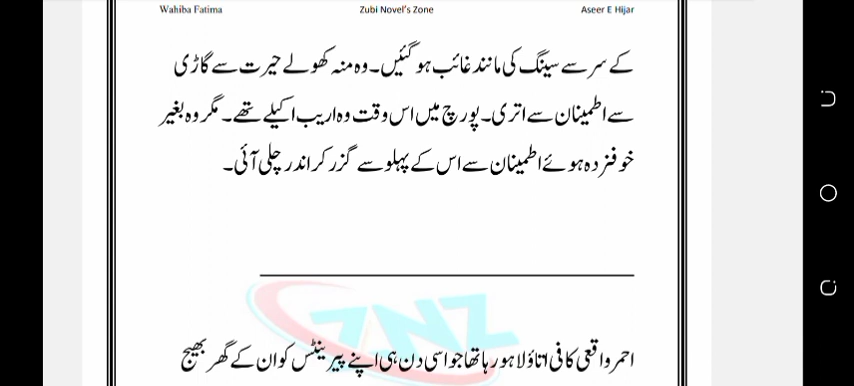 Wahiba Fatima Zubi Novel's Zone Aseer E Hijar
کے سر سے سینگ کی مانند غائب ہو گئیں۔ وہ منہ کھولے حیرت سے گاڑی
سے اطمینان سے اتری۔ پورچ میں اس وقت وہ اریب اکیلے تھے۔ مگر وہ بغیر
خوفزدہ ہوئے اطمینان سے اس کے پہلو سے گزر کر اندر چلی آئی۔
ZNZ
احمر واقعی کافی اتاؤلا ہو رہا تھا جو اسی دن ہی اپنے پیرینٹس کو ان کے گھر بھیج